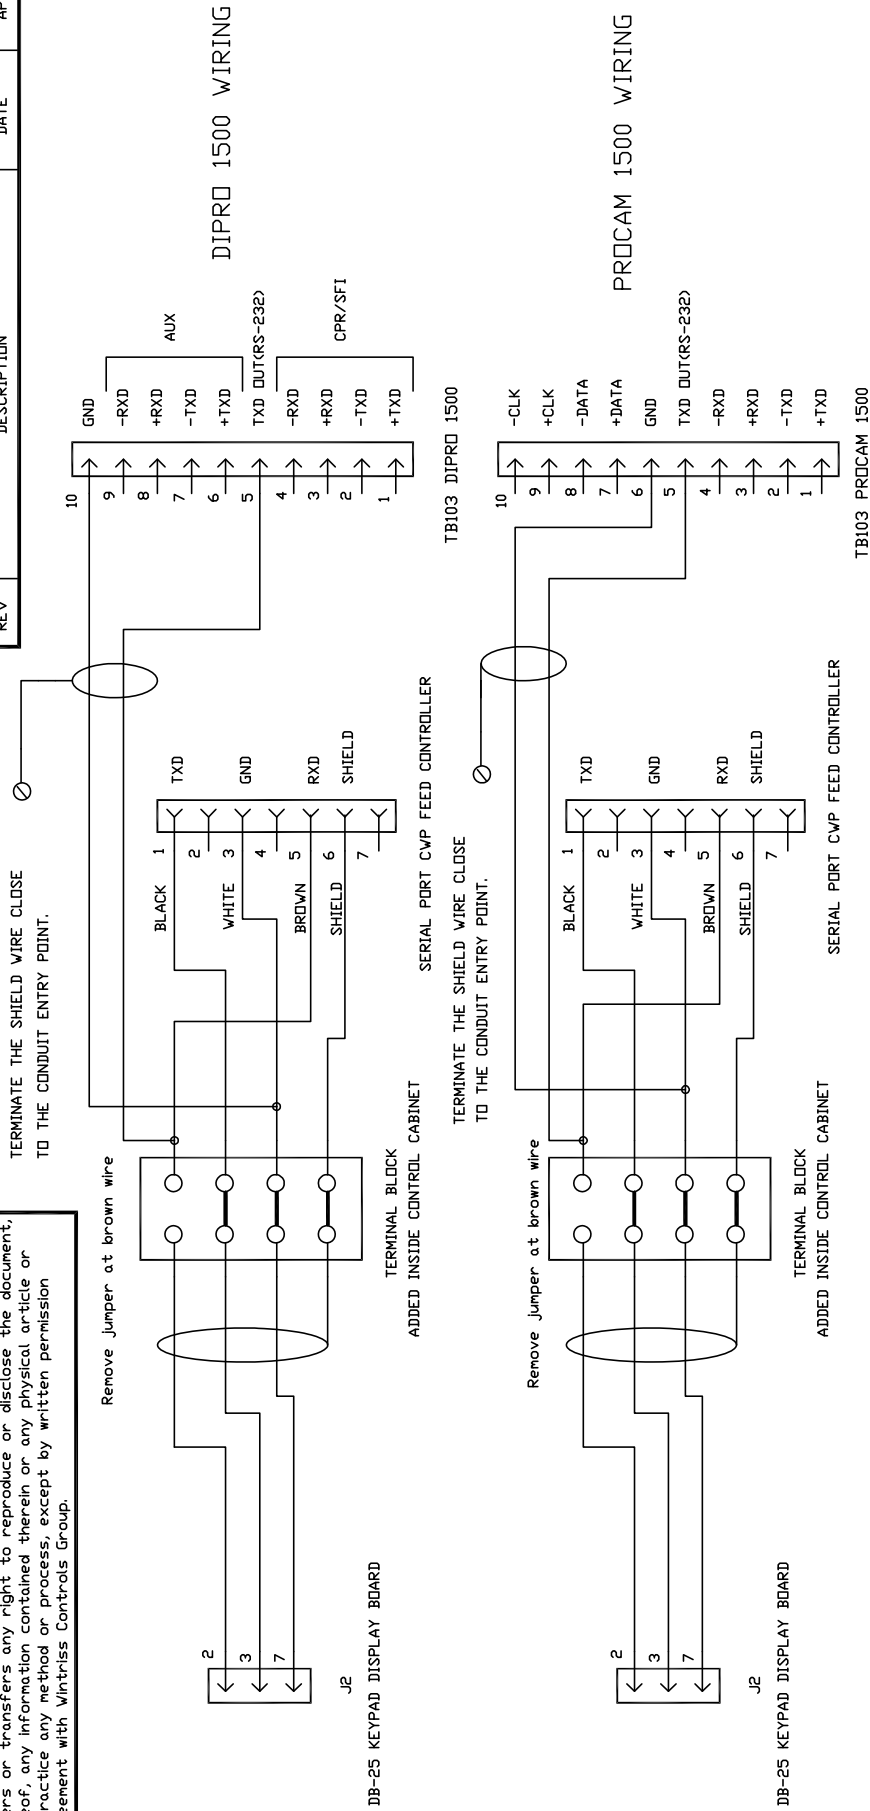 REV
DESCRIPTION
DATE
TERMINATE THE SHIELD WIRE CLOSE
TO THE CONDUIT ENTRY POINT.
DIPRO 1500 WIRING
10
GND
9
-RXD
8
+RXD
7
-TXD
6
+TXD
AUX
5
TXD OUT(RS-232)
4
-RXD
3
+RXD
2
-TXD
1
+TXD
CPR/SFI
TB103 DIPRO 1500
BLACK
1
TXD
2
WHITE
3
GND
4
BROWN
5
RXD
SHIELD
6
SHIELD
7
SERIAL PORT CWP FEED CONTROLLER
Remove jumper at brown wire
TERMINAL BLOCK
ADDED INSIDE CONTROL CABINET
2
3
7
J2
DB-25 KEYPAD DISPLAY BOARD
or transfers any right to reproduce or disclose the document,
any information contained therein or any physical article or
any method or process, except by written permission
with Wintriss Controls Group.
TERMINATE THE SHIELD WIRE CLOSE
TO THE CONDUIT ENTRY POINT.
PROCAM 1500 WIRING
10
-CLK
9
+CLK
8
-DATA
7
+DATA
6
GND
5
TXD OUT(RS-232)
4
-RXD
3
+RXD
2
-TXD
1
+TXD
TB103 PROCAM 1500
BLACK
1
TXD
2
WHITE
3
GND
4
BROWN
5
RXD
SHIELD
6
SHIELD
7
SERIAL PORT CWP FEED CONTROLLER
Remove jumper at brown wire
TERMINAL BLOCK
ADDED INSIDE CONTROL CABINET
2
3
7
J2
DB-25 KEYPAD DISPLAY BOARD